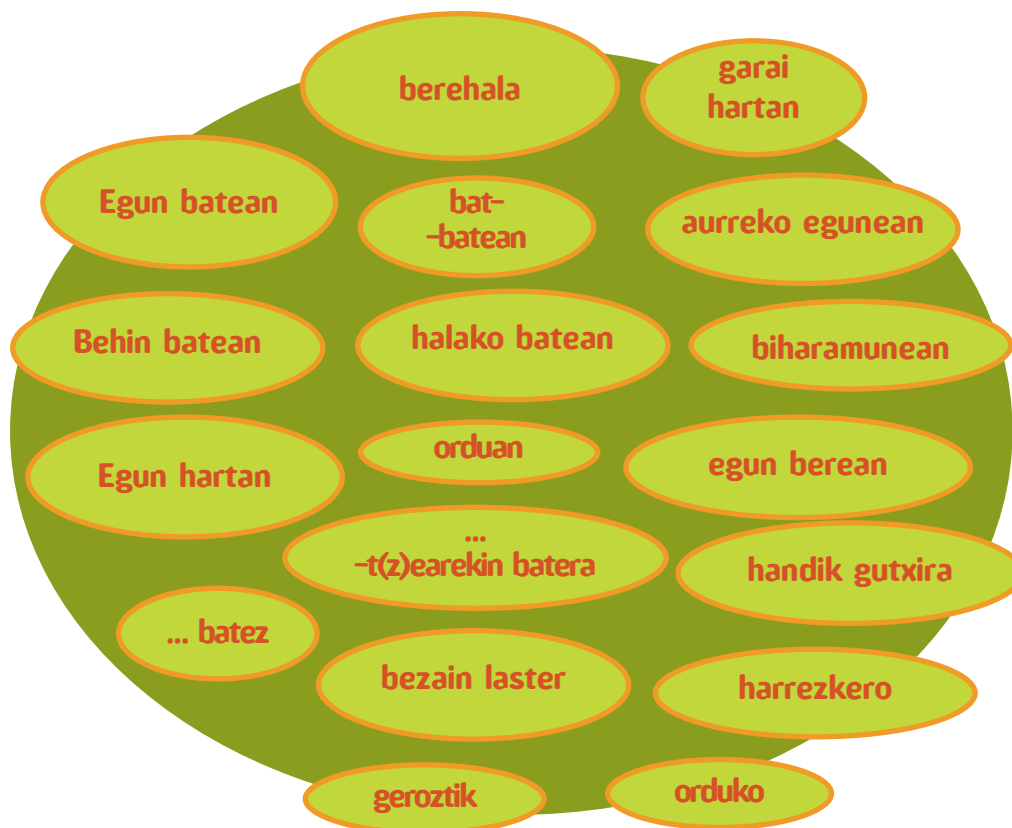 berehala
garai
hartan
Egun batean
bat-
-batean
aurreko egunean
Behin batean
halako batean
biharamunean
Egun hartan
orduan
egun berean
...
-t(z)earekin batera
handik gutxira
... batez
bezain laster
harrezkero
geroztik
orduko